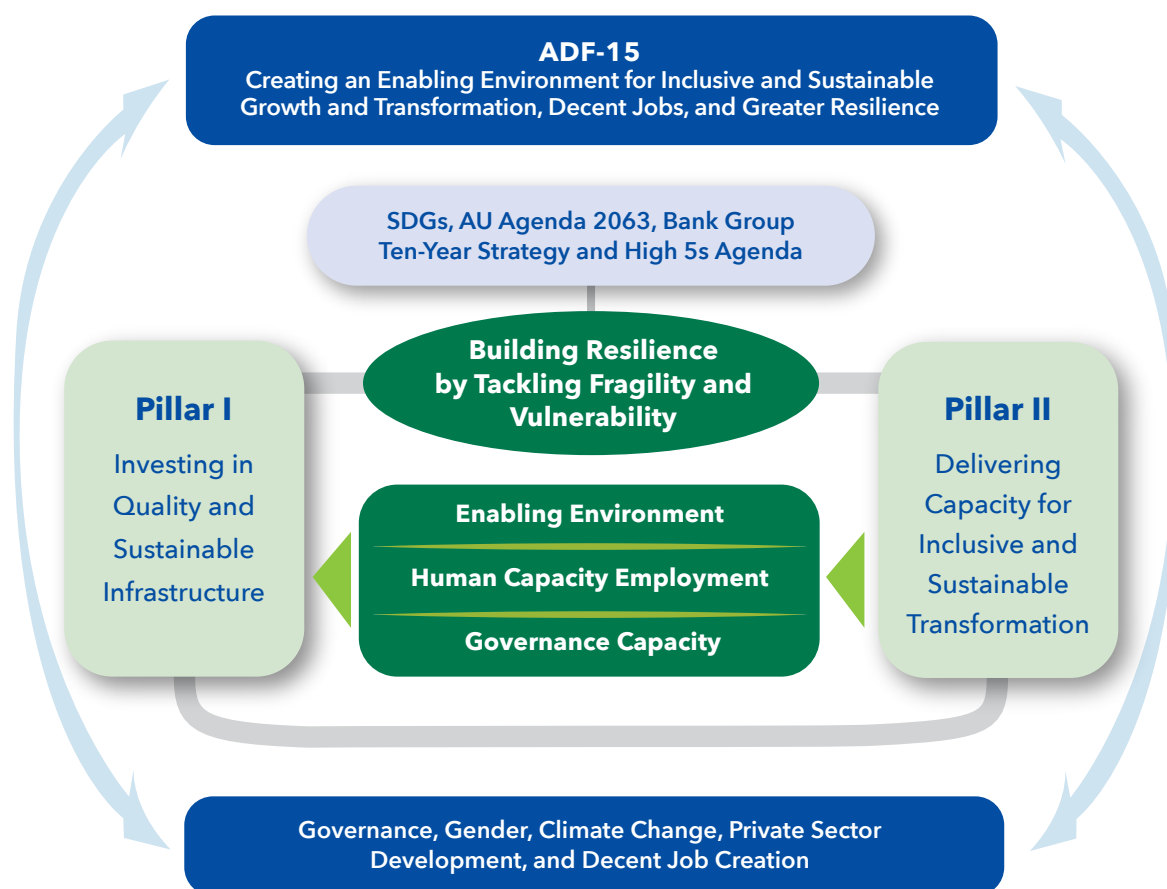 ADF-15
Creating an Enabling Environment for Inclusive and Sustainable
Growth and Transformation, Decent Jobs, and Greater Resilience
SDGs, AU Agenda 2063, Bank Group
Ten-Year Strategy and High 5s Agenda
Building Resilience
by Tackling Fragility and
Vulnerability
Pillar I
Investing in
Quality and
Sustainable
Infrastructure
Enabling Environment
Human Capacity Employment
Governance Capacity
Pillar II
Delivering
Capacity for
Inclusive and
Sustainable
Transformation
Governance, Gender, Climate Change, Private Sector
Development, and Decent Job Creation